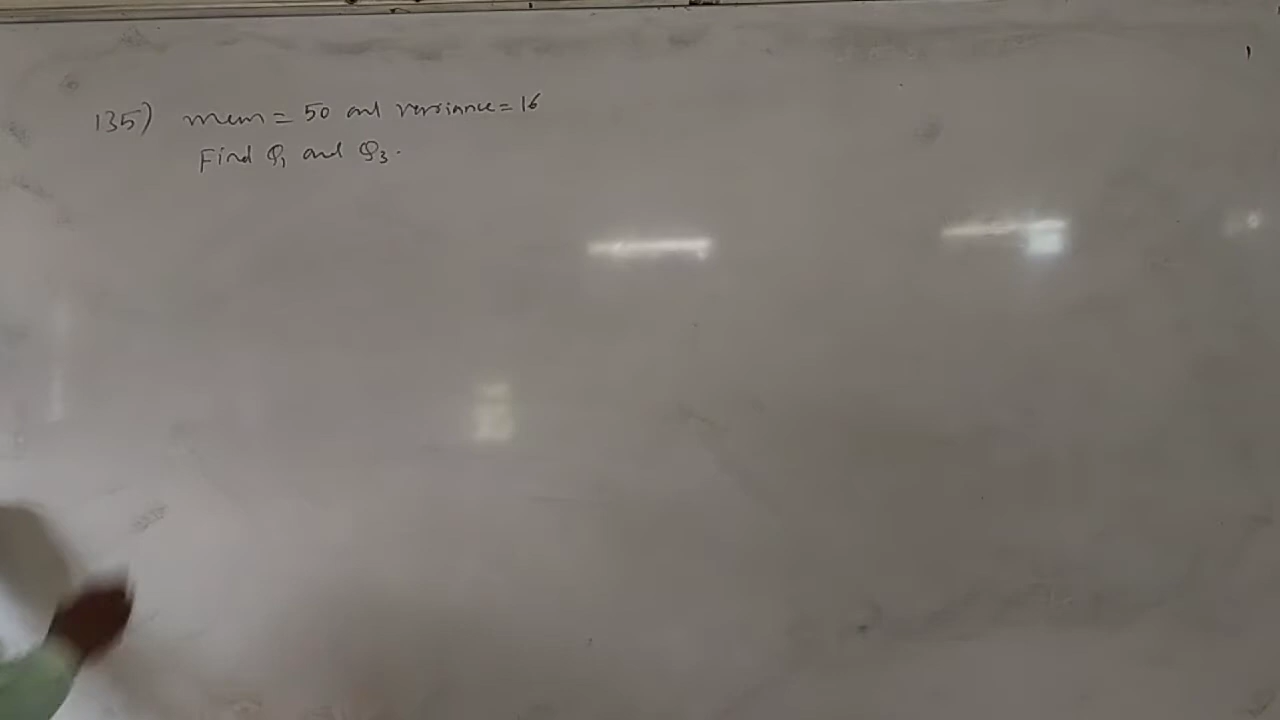 135) mean = 50 and variance = 16
Find Q₁ and Q₃.